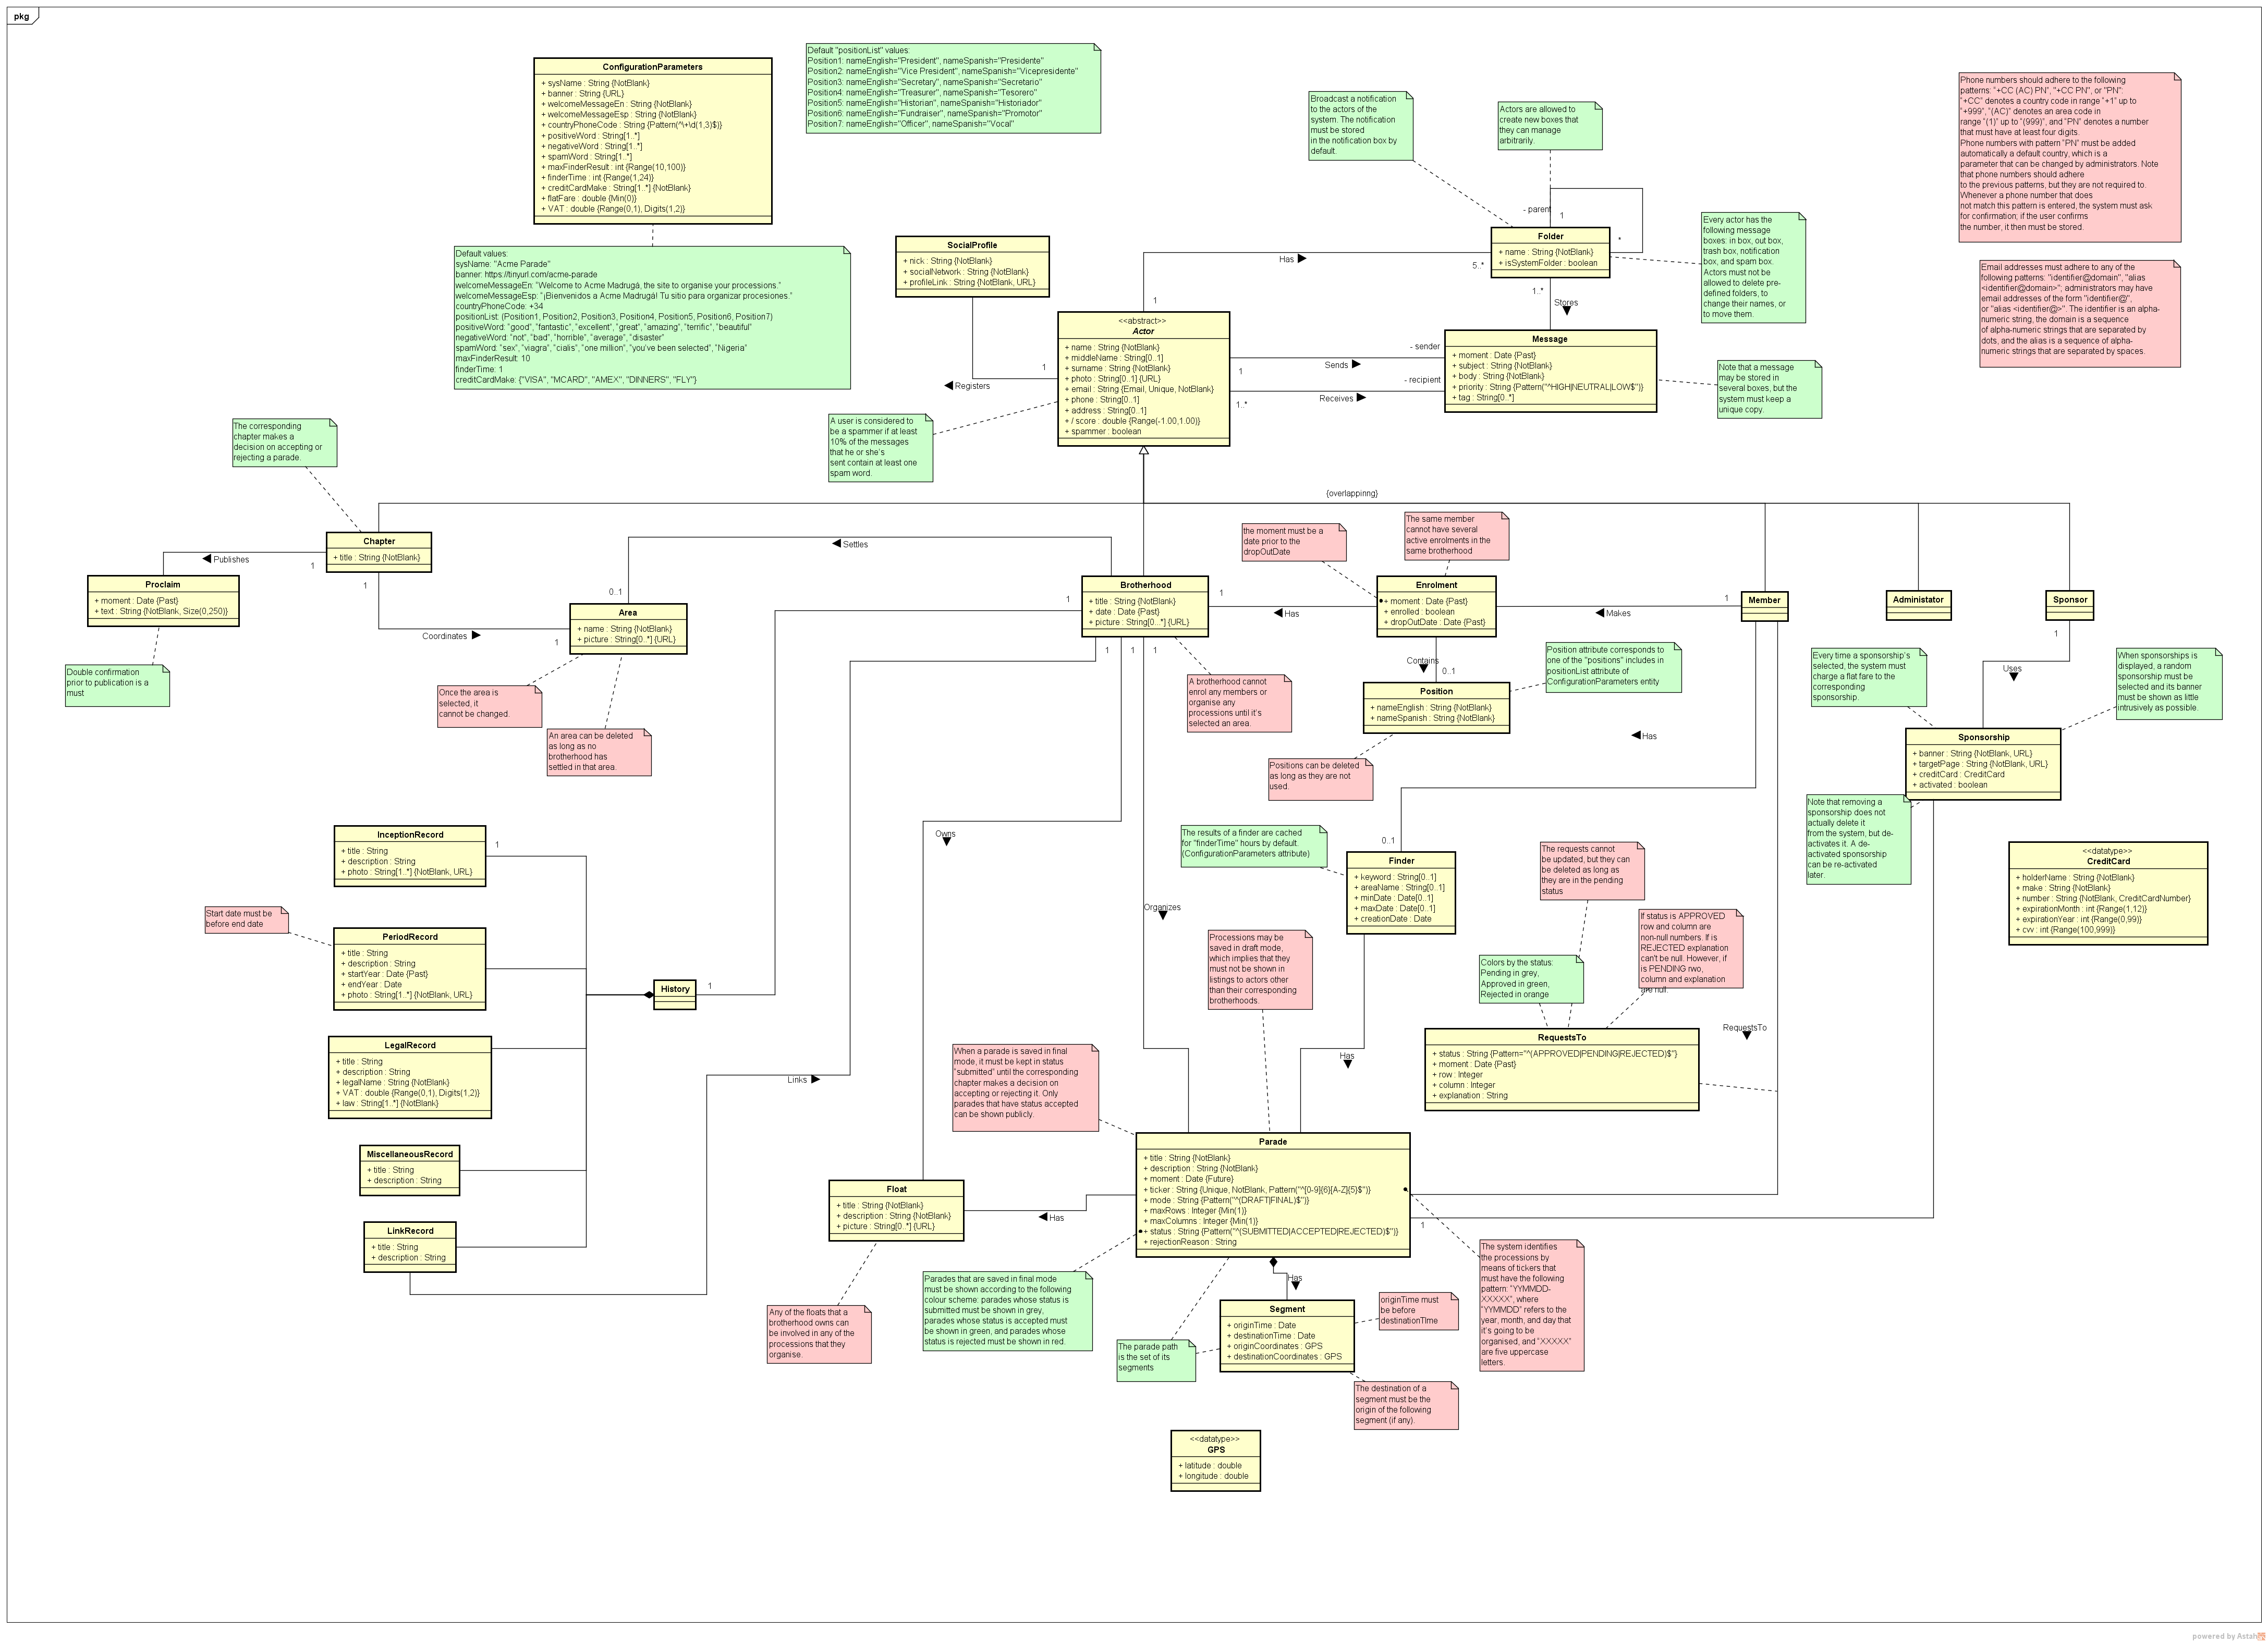 pkg
ConfigurationParameters
+ sysName : String {NotBlank}
+ banner : String {URL}
+ welcomeMessageEn : String {NotBlank}
+ welcomeMessageEsp : String {NotBlank}
+ countryPhoneCode : String {Pattern(^\+\d{1,3}$)}
+ positiveWord : String[1..*]
+ negativeWord : String[1..*]
+ spamWord : String[1..*]
+ maxFinderResult : int {Range(10,100)}
+ finderTime : int {Range(1,24)}
+ creditCardMake : String[1..*] {NotBlank}
+ flatFare : double {Min(0)}
+ VAT : double {Range(0,1), Digits(1,2)}
Default "positionList" values:
Position1: nameEnglish="President", nameSpanish="Presidente"
Position2: nameEnglish="Vice President", nameSpanish="Vicepresidente"
Position3: nameEnglish="Secretary", nameSpanish="Secretario"
Position4: nameEnglish="Treasurer", nameSpanish="Tesorero"
Position5: nameEnglish="Historian", nameSpanish="Historiador"
Position6: nameEnglish="Fundraiser", nameSpanish="Promotor"
Position7: nameEnglish="Officer", nameSpanish="Vocal"
Broadcast a notification
to the actors of the
system. The notification
must be stored
in the notification box by
default.
Actors are allowed to
create new boxes that
they can manage
arbitrarily.
Phone numbers should adhere to the following
patterns: "+CC (AC) PN", "+CC PN", or "PN":
"+CC" denotes a country code in range "+1" up to
"+999", "(AC)" denotes an area code in
range "(1)" up to "(999)", and "PN" denotes a number
that must have at least four digits.
Phone numbers with pattern "PN" must be added
automatically a default country, which is a
parameter that can be changed by administrators. Note
that phone numbers should adhere
to the previous patterns, but they are not required to.
Whenever a phone number that does
not match this pattern is entered, the system must ask
for confirmation; if the user confirms
the number, it then must be stored.
Default values:
sysName: "Acme Parade"
banner: https://tinyurl.com/acme-parade
welcomeMessageEn: "Welcome to Acme Madrugá, the site to organise your processions."
welcomeMessageEsp: "¡Bienvenidos a Acme Madrugá! Tu sitio para organizar procesiones."
countryPhoneCode: +34
positionList: (Position1, Position2, Position3, Position4, Position5, Position6, Position7)
positiveWord: "good", "fantastic", "excellent", "great", "amazing", "terrific", "beautiful"
negativeWord: "not", "bad", "horrible", "average", "disaster"
spamWord: "sex", "viagra", "cialis", "one million", "you've been selected", "Nigeria"
maxFinderResult: 10
finderTime: 1
creditCardMake: {"VISA", "MCARD", "AMEX", "DINNERS", "FLY"}
SocialProfile
+ nick : String {NotBlank}
+ socialNetwork : String {NotBlank}
+ profileLink : String {NotBlank, URL}
- parent
1
*
Folder
+ name : String {NotBlank}
+ isSystemFolder : boolean
Has
5..*
1
1..*
Stores
Every actor has the
following message
boxes: in box, out box,
trash box, notification
box, and spam box.
Actors must not be
allowed to delete pre-
defined folders, to
change their names, or
to move them.
Email addresses must adhere to any of the
following patterns: "identifier@domain", "alias
<identifier@domain>"; administrators may have
email addresses of the form "identifier@",
or "alias <identifier@>". The identifier is an alpha-
numeric string, the domain is a sequence
of alpha-numeric strings that are separated by
dots, and the alias is a sequence of alpha-
numeric strings that are separated by spaces.
<<abstract>>
Actor
+ name : String {NotBlank}
+ middleName : String[0..1]
+ surname : String {NotBlank}
+ photo : String[0..1] {URL}
+ email : String {Email, Unique, NotBlank}
+ phone : String[0..1]
+ address : String[0..1]
+ / score : double {Range(-1.00,1.00)}
+ spammer : boolean
1
Registers
- sender
Sends
1
- recipient
Receives
1..*
Message
+ moment : Date {Past}
+ subject : String {NotBlank}
+ body : String {NotBlank}
+ priority : String {Pattern("^HIGH|NEUTRAL|LOW$")}
+ tag : String[0..*]
Note that a message
may be stored in
several boxes, but the
system must keep a
unique copy.
A user is considered to
be a spammer if at least
10% of the messages
that he or she's
sent contain at least one
spam word.
The corresponding
chapter makes a
decision on accepting or
rejecting a parade.
{overlappinng}
Chapter
+ title : String {NotBlank}
Publishes
1
1
Proclaim
+ moment : Date {Past}
+ text : String {NotBlank, Size(0,250)}
Double confirmation
prior to publication is a
must
Coordinates
1
Settles
0..1
Area
+ name : String {NotBlank}
+ picture : String[0..*] {URL}
Once the area is
selected, it
cannot be changed.
An area can be deleted
as long as no
brotherhood has
settled in that area.
Brotherhood
+ title : String {NotBlank}
+ date : Date {Past}
+ picture : String[0...*] {URL}
1
1
1
1
1
Has
the moment must be a
date prior to the
dropOutDate
The same member
cannot have several
active enrolments in the
same brotherhood
Enrolment
+ moment : Date {Past}
+ enrolled : boolean
+ dropOutDate : Date {Past}
Makes
1
Member
Administator
Sponsor
1
Uses
A brotherhood cannot
enrol any members or
organise any
processions until it's
selected an area.
Contains
0..1
Position
+ nameEnglish : String {NotBlank}
+ nameSpanish : String {NotBlank}
Position attribute corresponds to
one of the "positions" includes in
positionList attribute of
ConfigurationParameters entity
Positions can be deleted
as long as they are not
used.
Has
Every time a sponsorship's
selected, the system must
charge a flat fare to the
corresponding
sponsorship.
When sponsorships is
displayed, a random
sponsorship must be
selected and its banner
must be shown as little
intrusively as possible.
Sponsorship
+ banner : String {NotBlank, URL}
+ targetPage : String {NotBlank, URL}
+ creditCard : CreditCard
+ activated : boolean
Note that removing a
sponsorship does not
actually delete it
from the system, but de-
activates it. A de-
activated sponsorship
can be re-activated
later.
<<datatype>>
CreditCard
+ holderName : String {NotBlank}
+ make : String {NotBlank}
+ number : String {NotBlank, CreditCardNumber}
+ expirationMonth : int {Range(1,12)}
+ expirationYear : int {Range(0,99)}
+ cvv : int {Range(100,999)}
InceptionRecord
+ title : String
+ description : String
+ photo : String[1..*] {NotBlank, URL}
1
Start date must be
before end date
PeriodRecord
+ title : String
+ description : String
+ startYear : Date {Past}
+ endYear : Date
+ photo : String[1..*] {NotBlank, URL}
History
1
LegalRecord
+ title : String
+ description : String
+ legalName : String {NotBlank}
+ VAT : double {Range(0,1), Digits(1,2)}
+ law : String[1..*] {NotBlank}
MiscellaneousRecord
+ title : String
+ description : String
LinkRecord
+ title : String
+ description : String
Links
Owns
Organizes
The results of a finder are cached
for "finderTime" hours by default.
(ConfigurationParameters attribute)
0..1
Finder
+ keyword : String[0..1]
+ areaName : String[0..1]
+ minDate : Date[0..1]
+ maxDate : Date[0..1]
+ creationDate : Date
Has
The requests cannot
be updated, but they can
be deleted as long as
they are in the pending
status
If status is APPROVED
row and column are
non-null numbers. If is
REJECTED explanation
can't be null. However, if
is PENDING rwo,
column and explanation
are null.
Colors by the status:
Pending in grey,
Approved in green,
Rejected in orange
RequestsTo
+ status : String {Pattern="^(APPROVED|PENDING|REJECTED)$"}
+ moment : Date {Past}
+ row : Integer
+ column : Integer
+ explanation : String
RequestsTo
Processions may be
saved in draft mode,
which implies that they
must not be shown in
listings to actors other
than their corresponding
brotherhoods.
When a parade is saved in final
mode, it must be kept in status
"submitted" until the corresponding
chapter makes a decision on
accepting or rejecting it. Only
parades that have status accepted
can be shown publicly.
Parade
+ title : String {NotBlank}
+ description : String {NotBlank}
+ moment : Date {Future}
+ ticker : String {Unique, NotBlank, Pattern("^[0-9]{6}[A-Z]{5}$")}
+ mode : String {Pattern("^(DRAFT|FINAL)$")}
+ maxRows : Integer {Min(1)}
+ maxColumns : Integer {Min(1)}
+ status : String {Pattern("^(SUBMITTED|ACCEPTED|REJECTED)$")}
+ rejectionReason : String
1
Float
+ title : String {NotBlank}
+ description : String {NotBlank}
+ picture : String[0..*] {URL}
Has
Any of the floats that a
brotherhood owns can
be involved in any of the
processions that they
organise.
Parades that are saved in final mode
must be shown according to the following
colour scheme: parades whose status is
submitted must be shown in grey,
parades whose status is accepted must
be shown in green, and parades whose
status is rejected must be shown in red.
Has
Segment
+ originTime : Date
+ destinationTime : Date
+ originCoordinates : GPS
+ destinationCoordinates : GPS
The parade path
is the set of its
segments
originTime must
be before
destinationTIme
The destination of a
segment must be the
origin of the following
segment (if any).
The system identifies
the processions by
means of tickers that
must have the following
pattern: "YYMMDD-
XXXXX", where
"YYMMDD" refers to the
year, month, and day that
it's going to be
organised, and "XXXXX"
are five uppercase
letters.
<<datatype>>
GPS
+ latitude : double
+ longitude : double
powered by Astah